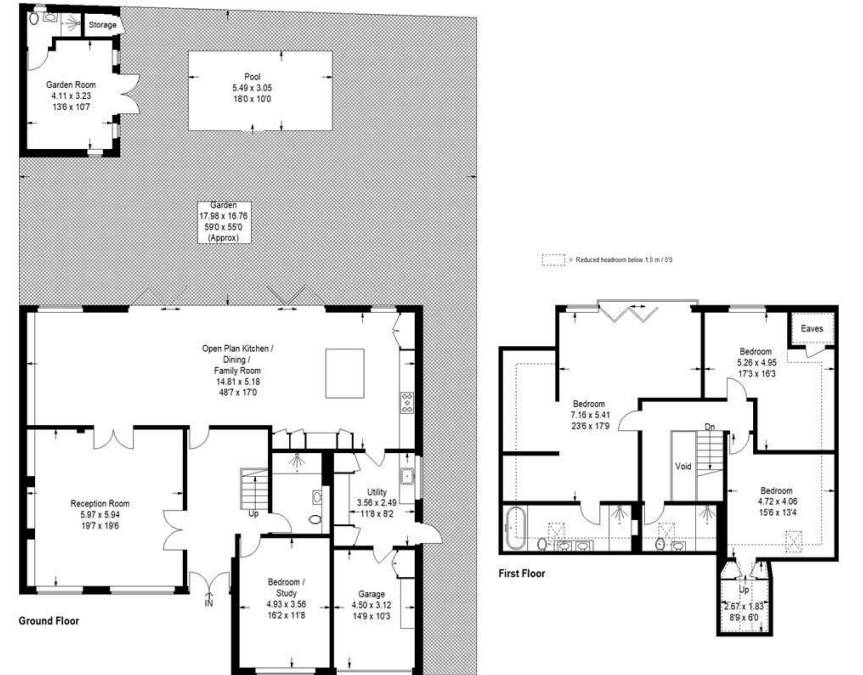 Storage
Garden Room
4.11 x 3.23
13'6 x 10'7
Pool
5.49 x 3.05
18'0 x 10'0
Garden
17.98 x 16.76
59'0 x 55'0
(Approx)
= Reduced headroom below 1.5 m / 5'0
Open Plan Kitchen /
Dining /
Family Room
14.81 x 5.18
48'7 x 17'0
Reception Room
5.97 x 5.94
19'7 x 19'6
Up
Utility
3.56 x 2.49
11'8 x 8'2
Bedroom /
Study
4.93 x 3.56
16'2 x 11'8
Garage
4.50 x 3.12
14'9 x 10'3
IN
Ground Floor
Eaves
Bedroom
5.26 x 4.95
17'3 x 16'3
Bedroom
7.16 x 5.41
23'6 x 17'9
Dn
Void
Bedroom
4.72 x 4.06
15'6 x 13'4
Up
2.67 x 1.83
8'9 x 6'0
First Floor